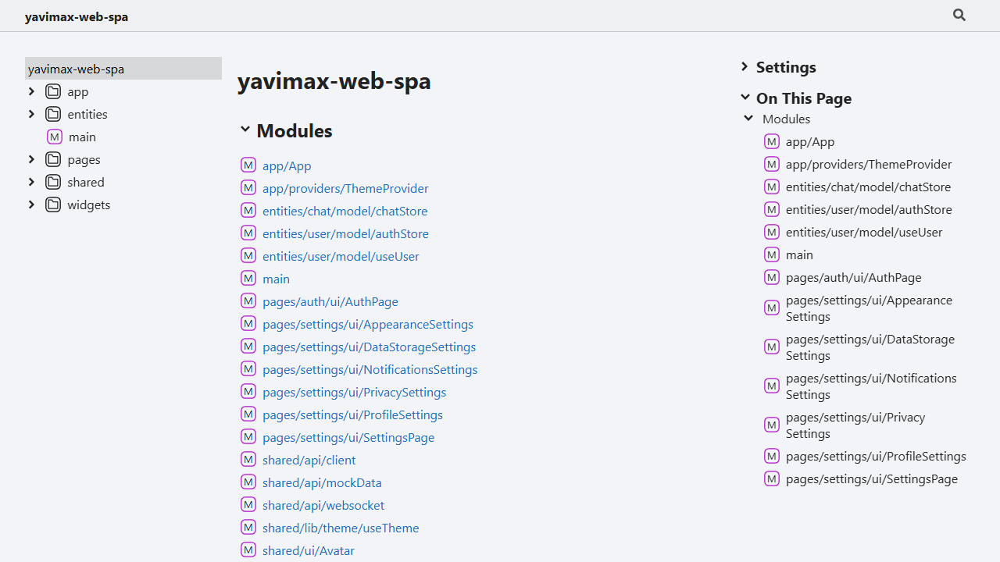 yavimax-web-spa
yavimax-web-spa
app
entities
M main
pages
shared
widgets
yavimax-web-spa
Modules
M app/App
M app/providers/ThemeProvider
M entities/chat/model/chatStore
M entities/user/model/authStore
M entities/user/model/useUser
M main
M pages/auth/ui/AuthPage
M pages/settings/ui/AppearanceSettings
M pages/settings/ui/DataStorageSettings
M pages/settings/ui/NotificationsSettings
M pages/settings/ui/PrivacySettings
M pages/settings/ui/ProfileSettings
M pages/settings/ui/SettingsPage
M shared/api/client
M shared/api/mockData
M shared/api/websocket
M shared/lib/theme/useTheme
M shared/ui/Avatar
Settings
On This Page
Modules
M app/App
M app/providers/ThemeProvider
M entities/chat/model/chatStore
M entities/user/model/authStore
M entities/user/model/useUser
M main
M pages/auth/ui/AuthPage
M pages/settings/ui/Appearance
Settings
M pages/settings/ui/DataStorage
Settings
M pages/settings/ui/Notifications
Settings
M pages/settings/ui/Privacy
Settings
M pages/settings/ui/ProfileSettings
M pages/settings/ui/SettingsPage